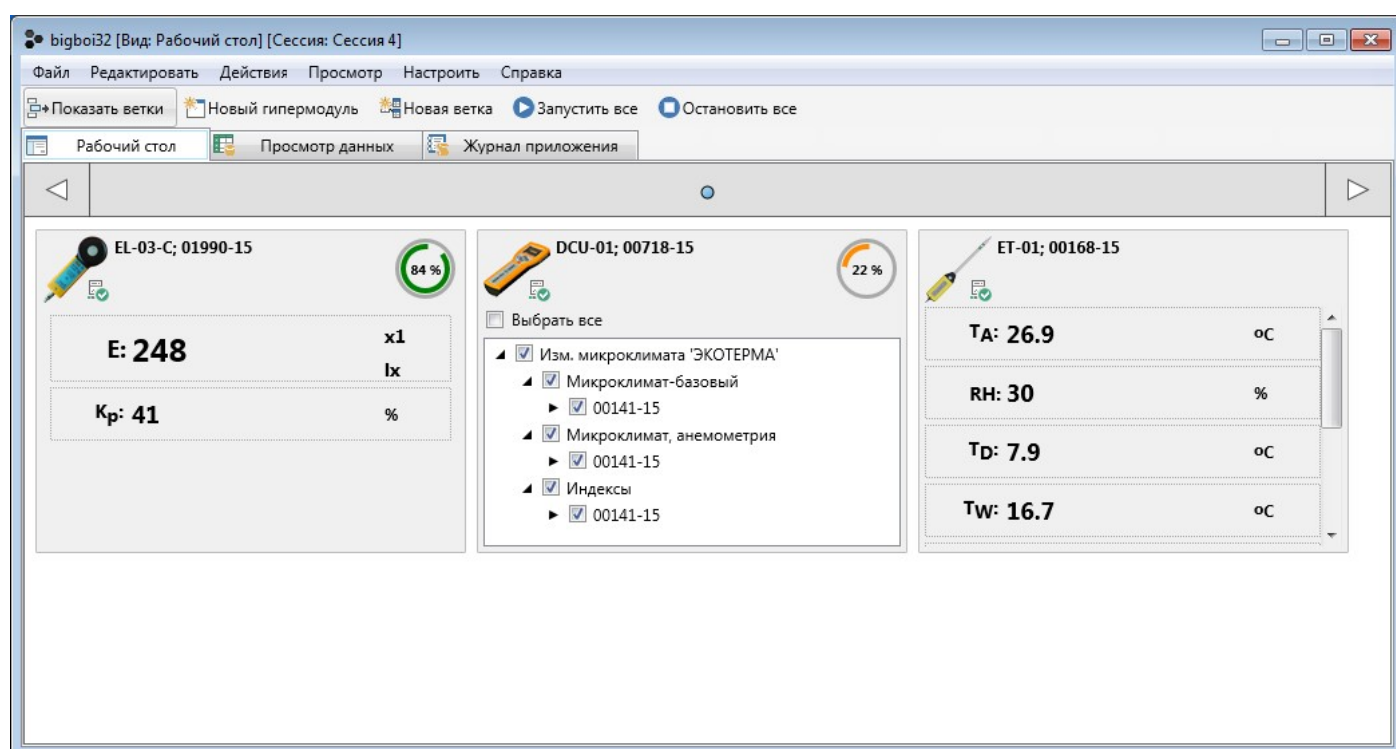 bigboi32 [Вид: Рабочий стол] [Сессия: Сессия 4]
Файл Редактировать Действия Просмотр Настроить Справка
Показать ветки Новый гипермодуль Новая ветка Запустить все Остановить все
Рабочий стол Просмотр данных Журнал приложения
EL-03-C; 01990-15
84 %
E: 248 x1
lx
Kp: 41 %
DCU-01; 00718-15
22 %
Выбрать все
Изм. микроклимата 'ЭКОТЕРМА'
Микроклимат-базовый
00141-15
Микроклимат, анемометрия
00141-15
Индексы
00141-15
ET-01; 00168-15
TA: 26.9 oC
RH: 30 %
TD: 7.9 oC
TW: 16.7 oC